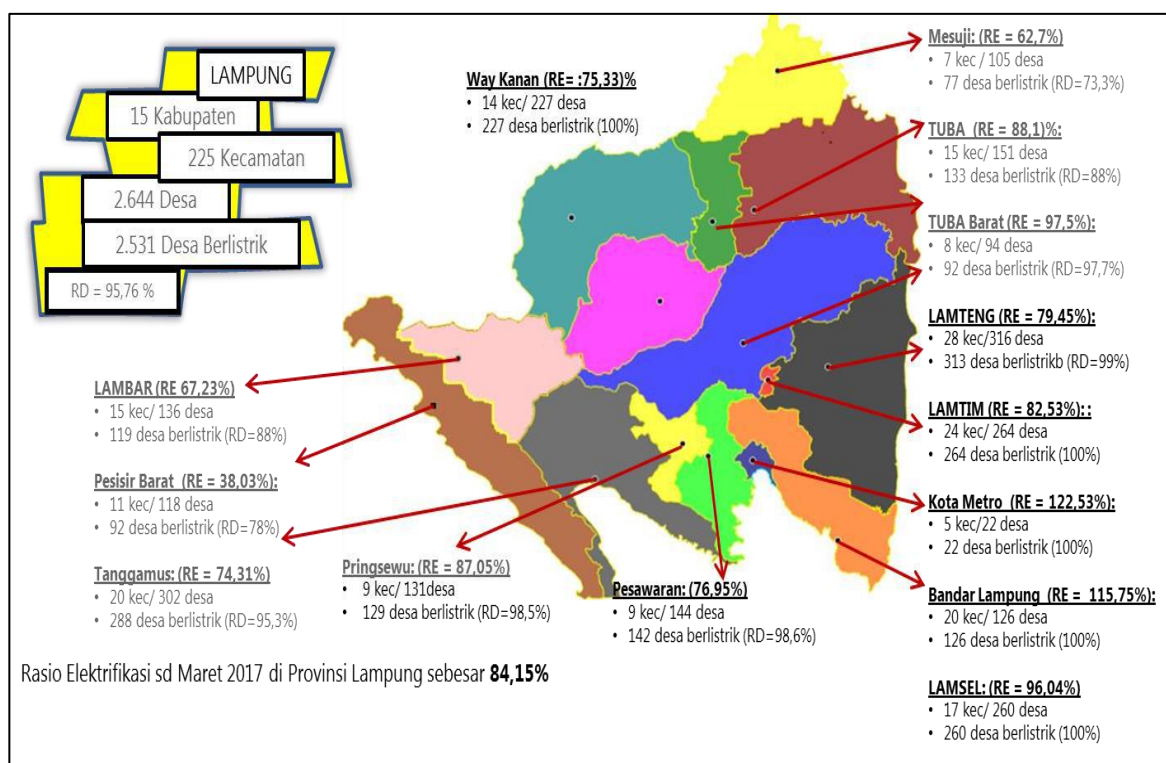 LAMPUNG
15 Kabupaten
225 Kecamatan
2.644 Desa
2.531 Desa Berlistrik
RD = 95,76 %
Way Kanan (RE= :75,33)%
• 14 kec/ 227 desa
• 227 desa berlistrik (100%)
Mesuji: (RE = 62,7%)
• 7 kec / 105 desa
• 77 desa berlistrik (RD=73,3%)
TUBA (RE = 88,1)%:
• 15 kec/ 151 desa
• 133 desa berlistrik (RD=88%)
TUBA Barat (RE = 97,5%):
• 8 kec/ 94 desa
• 92 desa berlistrik (RD=97,7%)
LAMTENG (RE = 79,45%):
• 28 kec/316 desa
• 313 desa berlistrikb (RD=99%)
LAMTIM (RE = 82,53%): :
• 24 kec/ 264 desa
• 264 desa berlistrik (100%)
Kota Metro (RE = 122,53%):
• 5 kec/22 desa
• 22 desa berlistrik (100%)
Bandar Lampung (RE = 115,75%):
• 20 kec/ 126 desa
• 126 desa berlistrik (100%)
LAMSEL: (RE = 96,04%)
• 17 kec/ 260 desa
• 260 desa berlistrik (100%)
LAMBAR (RE 67,23%)
• 15 kec/ 136 desa
• 119 desa berlistrik (RD=88%)
Pesisir Barat (RE = 38,03%):
• 11 kec/ 118 desa
• 92 desa berlistrik (RD=78%)
Tanggamus: (RE = 74,31%)
• 20 kec/ 302 desa
• 288 desa berlistrik (RD=95,3%)
Pringsewu: (RE = 87,05%)
• 9 kec/ 131desa
• 129 desa berlistrik (RD=98,5%)
Pesawaran: (76,95%)
• 9 kec/ 144 desa
• 142 desa berlistrik (RD=98,6%)
Rasio Elektrifikasi sd Maret 2017 di Provinsi Lampung sebesar 84,15%